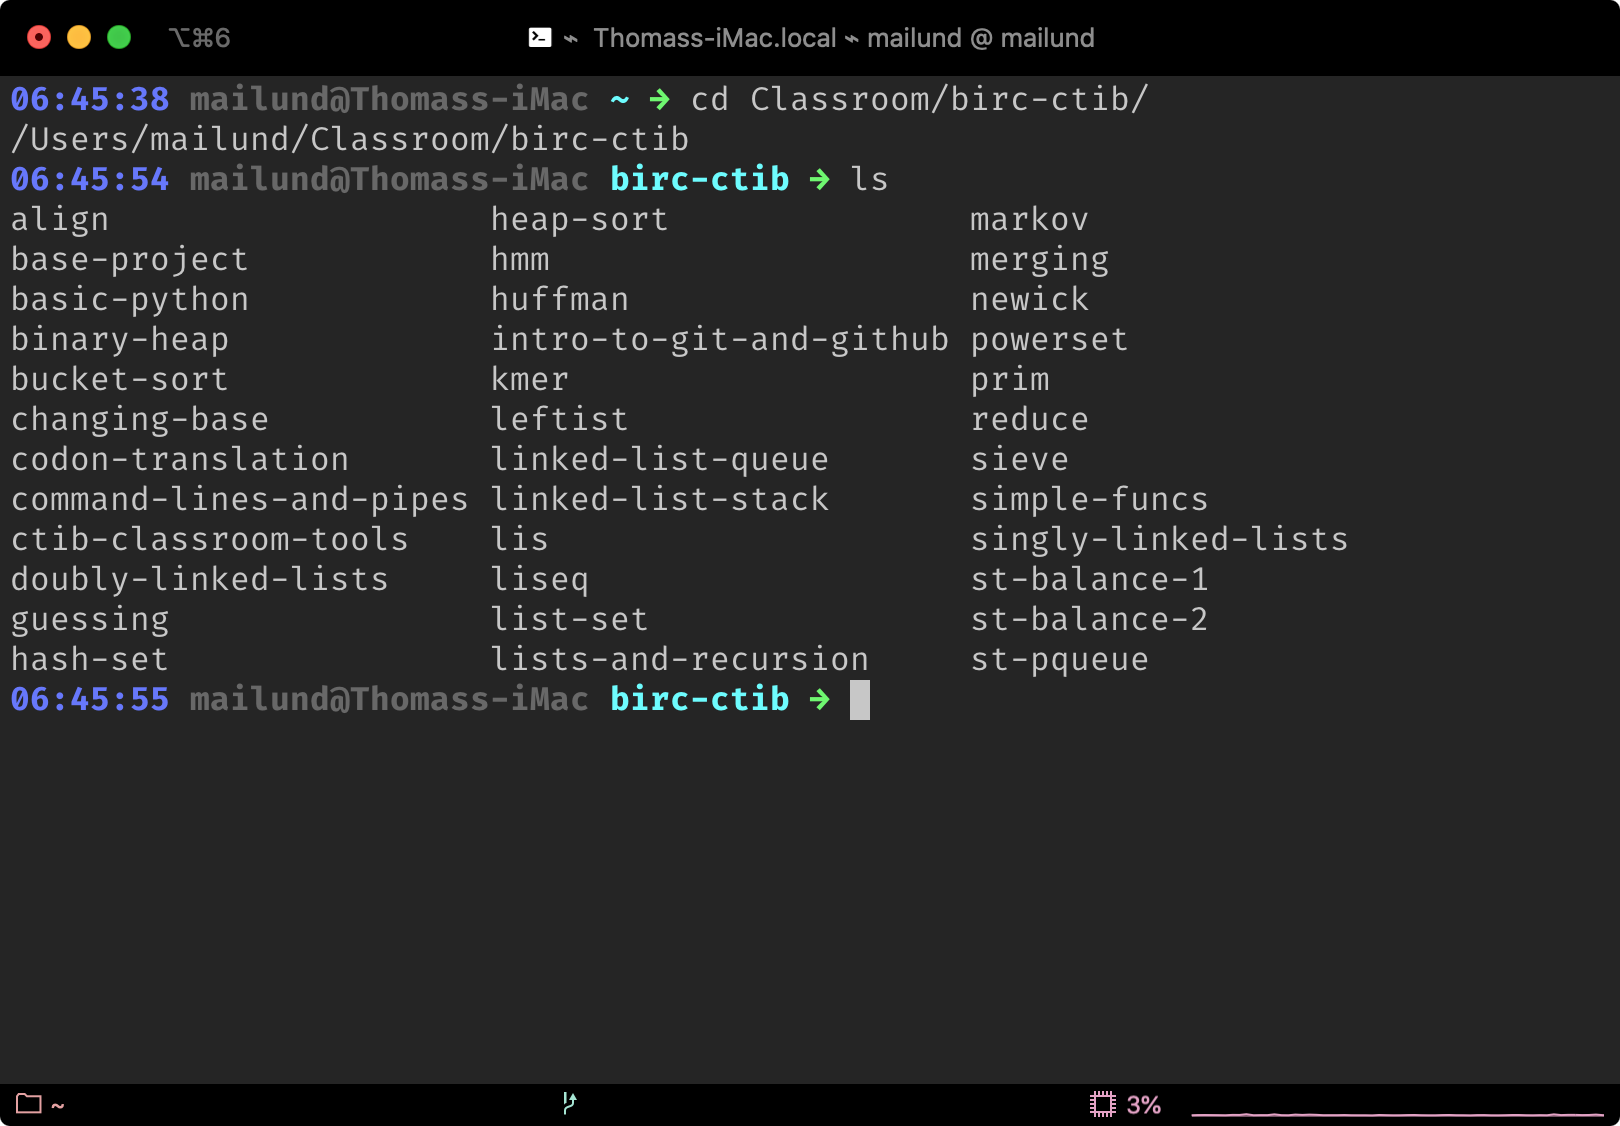 ⌥⌘6 ⌁ Thomass-iMac.local ⌁ mailund @ mailund
06:45:38 mailund@Thomass-iMac ~ → cd Classroom/birc-ctib/
/Users/mailund/Classroom/birc-ctib
06:45:54 mailund@Thomass-iMac birc-ctib → ls
align heap-sort markov
base-project hmm merging
basic-python huffman newick
binary-heap intro-to-git-and-github powerset
bucket-sort kmer prim
changing-base leftist reduce
codon-translation linked-list-queue sieve
command-lines-and-pipes linked-list-stack simple-funcs
ctib-classroom-tools lis singly-linked-lists
doubly-linked-lists liseq st-balance-1
guessing list-set st-balance-2
hash-set lists-and-recursion st-pqueue
06:45:55 mailund@Thomass-iMac birc-ctib →
~ 3%